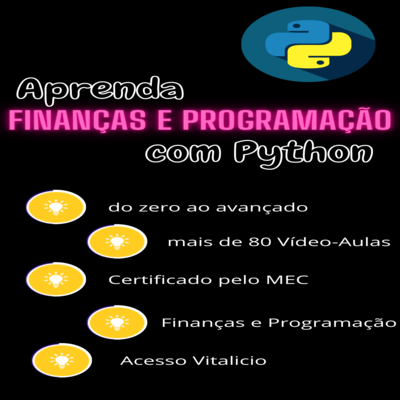 Aprenda
FINANÇAS E PROGRAMAÇÃO
com Python
do zero ao avançado
mais de 80 Vídeo-Aulas
Certificado pelo MEC
Finanças e Programação
Acesso Vitalicio